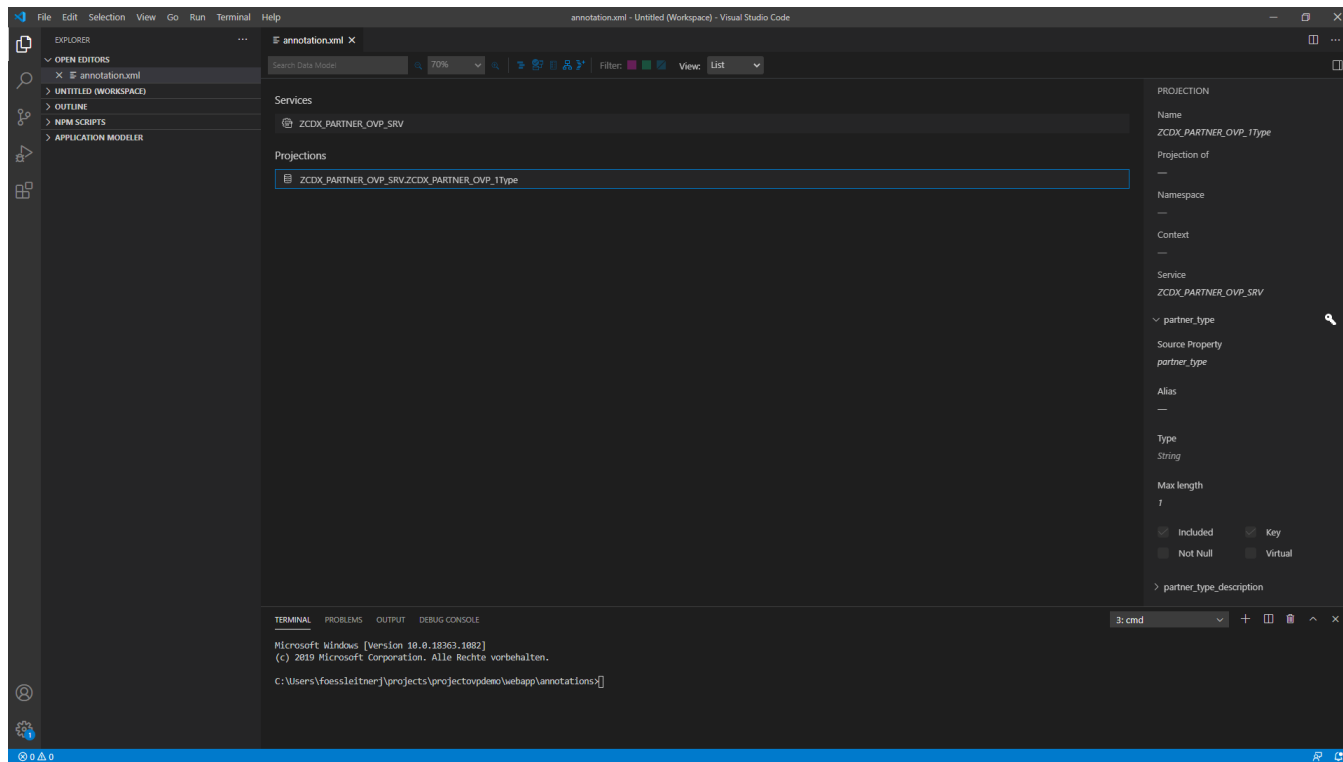 File Edit Selection View Go Run Terminal Help
annotation.xml - Untitled (Workspace) - Visual Studio Code
EXPLORER
OPEN EDITORS
annotation.xml
UNTITLED (WORKSPACE)
OUTLINE
NPM SCRIPTS
APPLICATION MODELER
annotation.xml
Search Data Model
70%
Filter:
View: List
Services
ZCDX_PARTNER_OVP_SRV
Projections
ZCDX_PARTNER_OVP_SRV.ZCDX_PARTNER_OVP_1Type
PROJECTION
Name
ZCDX_PARTNER_OVP_1Type
Projection of
—
Namespace
—
Context
—
Service
ZCDX_PARTNER_OVP_SRV
partner_type
Source Property
partner_type
Alias
—
Type
String
Max length
1
Included Key
Not Null Virtual
partner_type_description
TERMINAL PROBLEMS OUTPUT DEBUG CONSOLE
3: cmd
Microsoft Windows [Version 10.0.18363.1082]
(c) 2019 Microsoft Corporation. Alle Rechte vorbehalten.
C:\Users\foessleitnerj\projects\projectovpdemo\webapp\annotations>
1
0 0